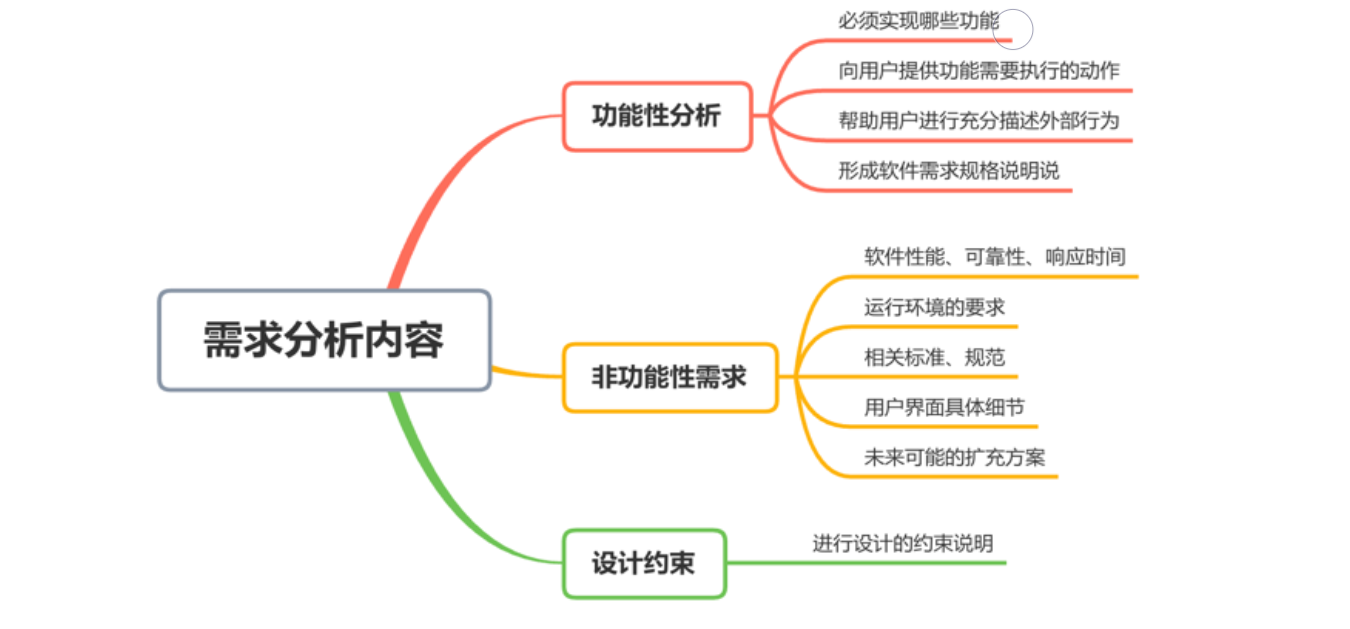 需求分析内容
功能性分析
必须实现哪些功能
向用户提供功能需要执行的动作
帮助用户进行充分描述外部行为
形成软件需求规格说明说
非功能性需求
软件性能、可靠性、响应时间
运行环境的要求
相关标准、规范
用户界面具体细节
未来可能的扩充方案
设计约束
进行设计的约束说明